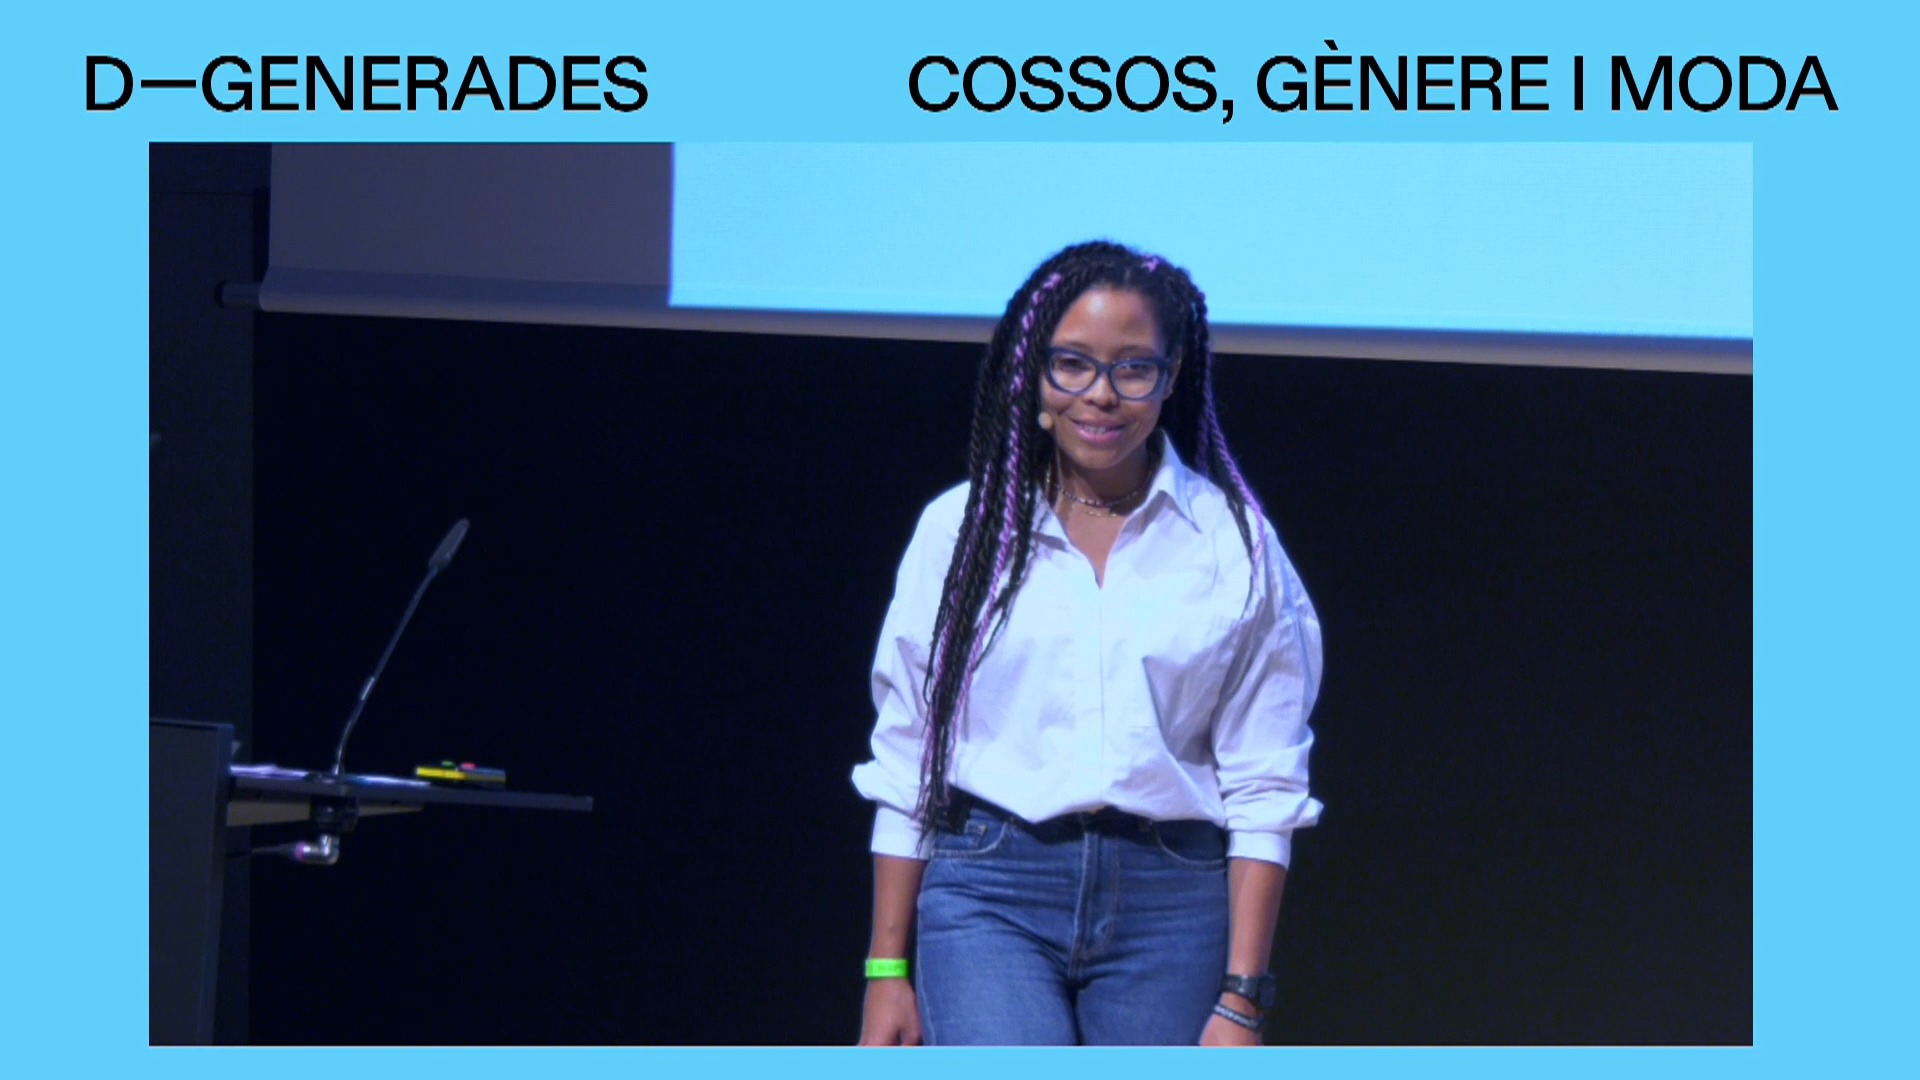 D—GENERADES
COSSOS, GÈNERE I MODA